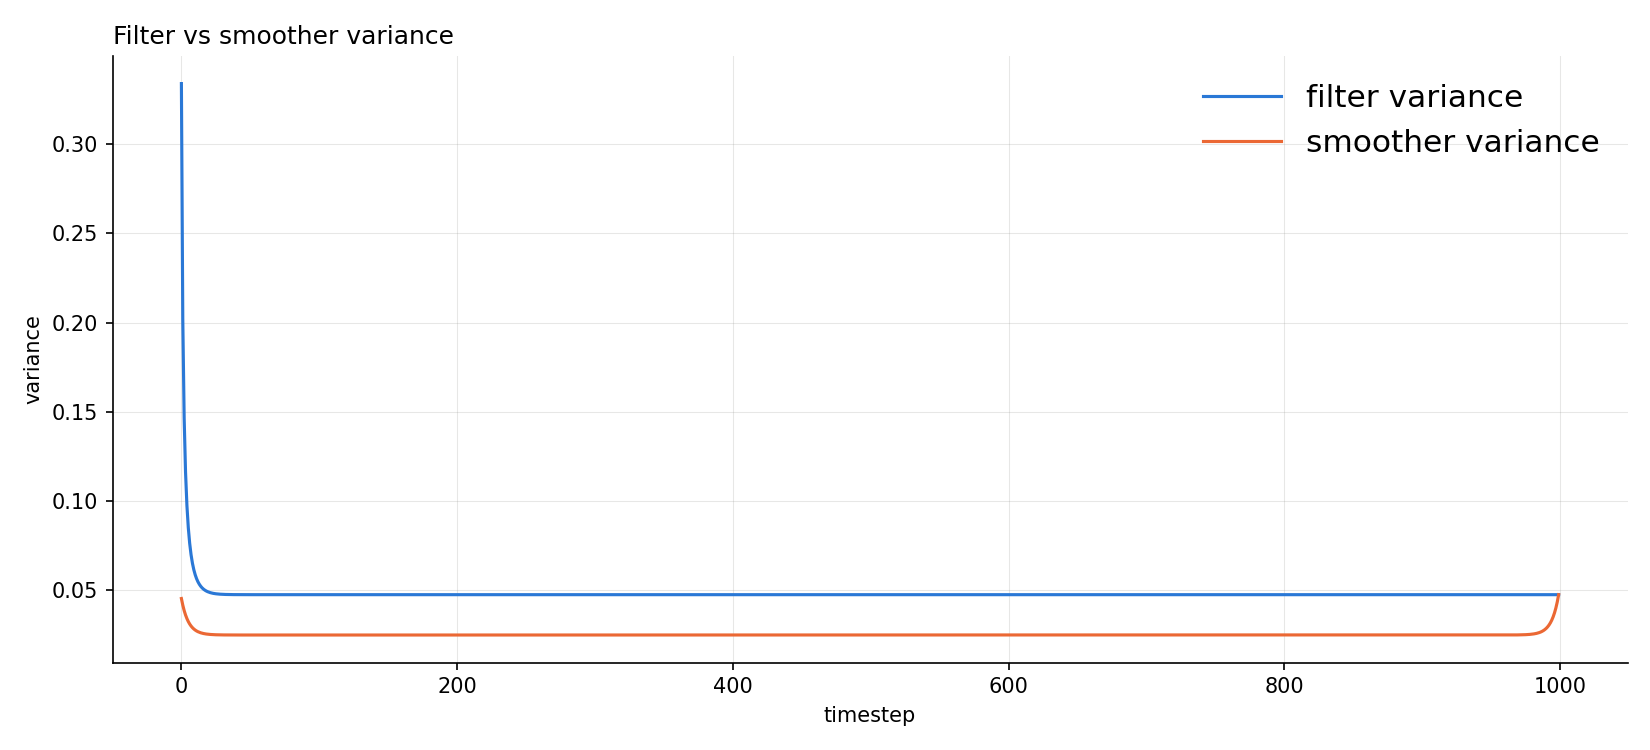 Filter vs smoother variance
filter variance
smoother variance
0.30
0.25
0.20
0.15
0.10
0.05
variance
0 200 400 600 800 1000
timestep